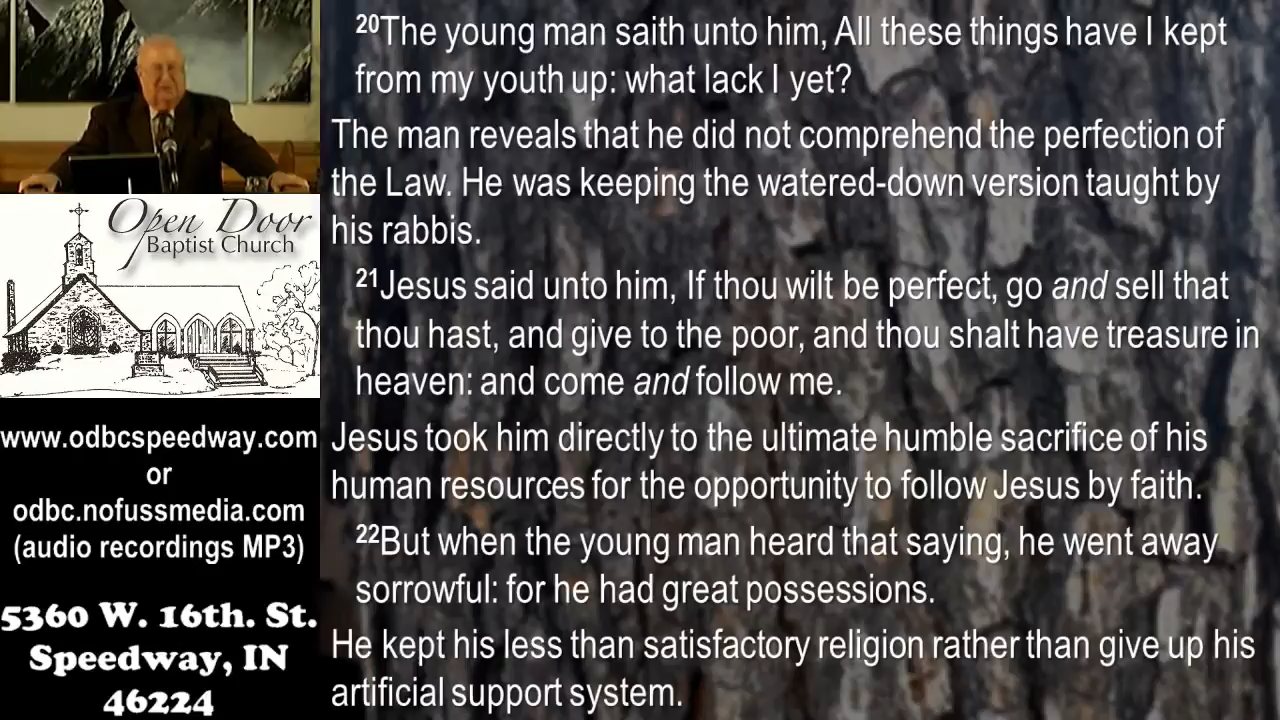 Open Door
Baptist Church
www.odbcspeedway.com
or
odbc.nofussmedia.com
(audio recordings MP3)
5360 W. 16th. St.
Speedway, IN
46224
20The young man saith unto him, All these things have I kept
from my youth up: what lack I yet?
The man reveals that he did not comprehend the perfection of
the Law. He was keeping the watered-down version taught by
his rabbis.
21Jesus said unto him, If thou wilt be perfect, go and sell that
thou hast, and give to the poor, and thou shalt have treasure in
heaven: and come and follow me.
Jesus took him directly to the ultimate humble sacrifice of his
human resources for the opportunity to follow Jesus by faith.
22But when the young man heard that saying, he went away
sorrowful: for he had great possessions.
He kept his less than satisfactory religion rather than give up his
artificial support system.